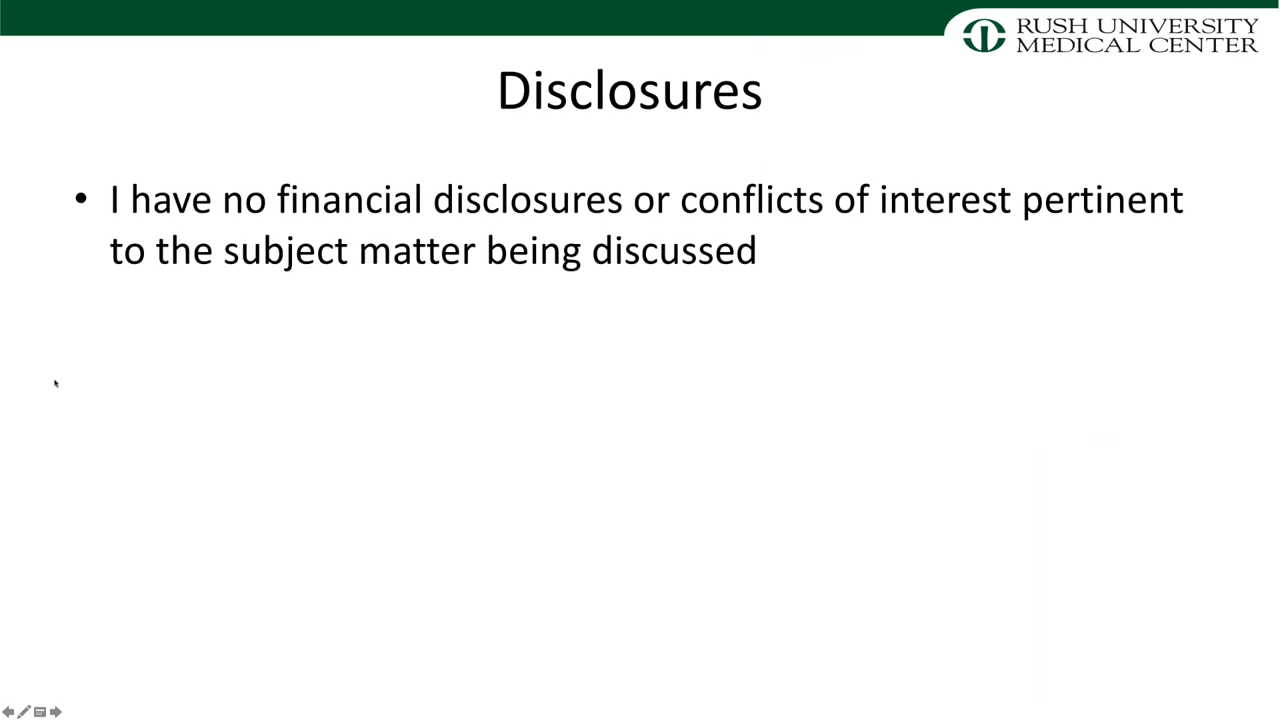 RUSH UNIVERSITY
MEDICAL CENTER
Disclosures
• I have no financial disclosures or conflicts of interest pertinent
to the subject matter being discussed